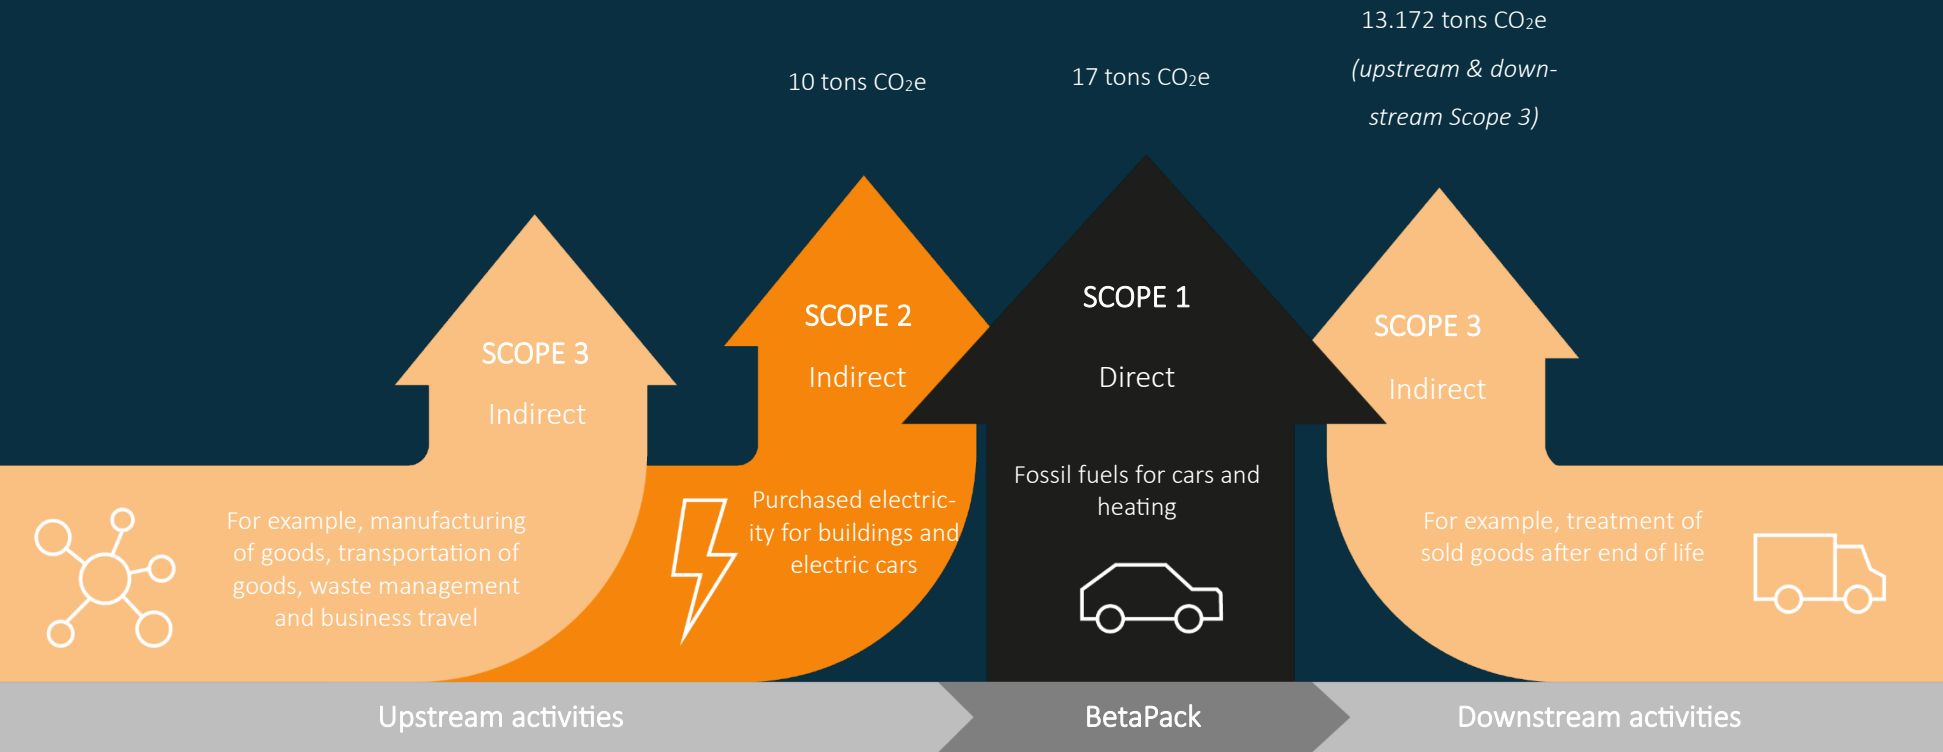 13.172 tons CO₂e
(upstream & down-
stream Scope 3)
10 tons CO₂e
17 tons CO₂e
SCOPE 3
Indirect
For example, manufacturing
of goods, transportation of
goods, waste management
and business travel
SCOPE 2
Indirect
Purchased electric-
ity for buildings and
electric cars
SCOPE 1
Direct
Fossil fuels for cars and
heating
SCOPE 3
Indirect
For example, treatment of
sold goods after end of life
Upstream activities
BetaPack
Downstream activities